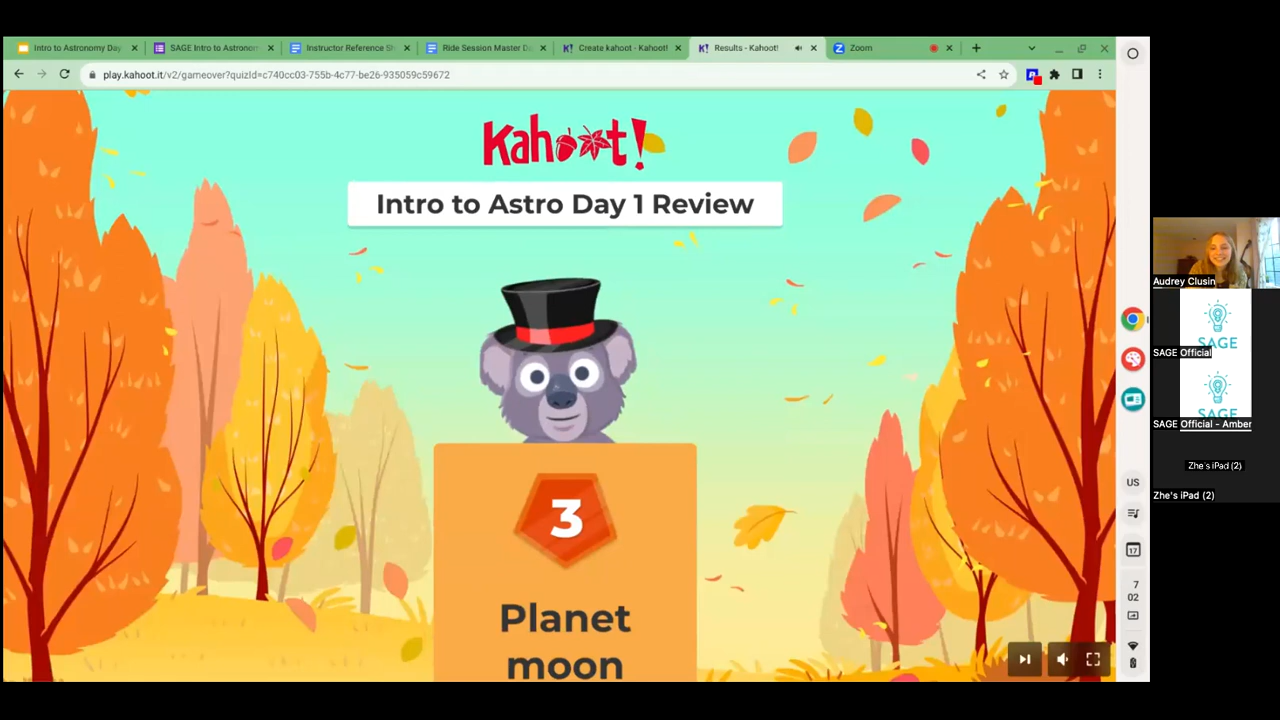 Intro to Astronomy Day
SAGE Intro to Astronom
Instructor Reference Sh
Ride Session Master D
Create kahoot - Kahoot!
Results - Kahoot!
Zoom
play.kahoot.it/v2/gameover?quizId=c740cc03-755b-4c77-be26-935059c59672
Kahoot!
Intro to Astro Day 1 Review
3
Planet
moon
Audrey Clusin
SAGE
SAGE Official
SAGE
SAGE Official - Amber
Zhe's iPad (2)
Zhe's iPad (2)
US
17
7
02